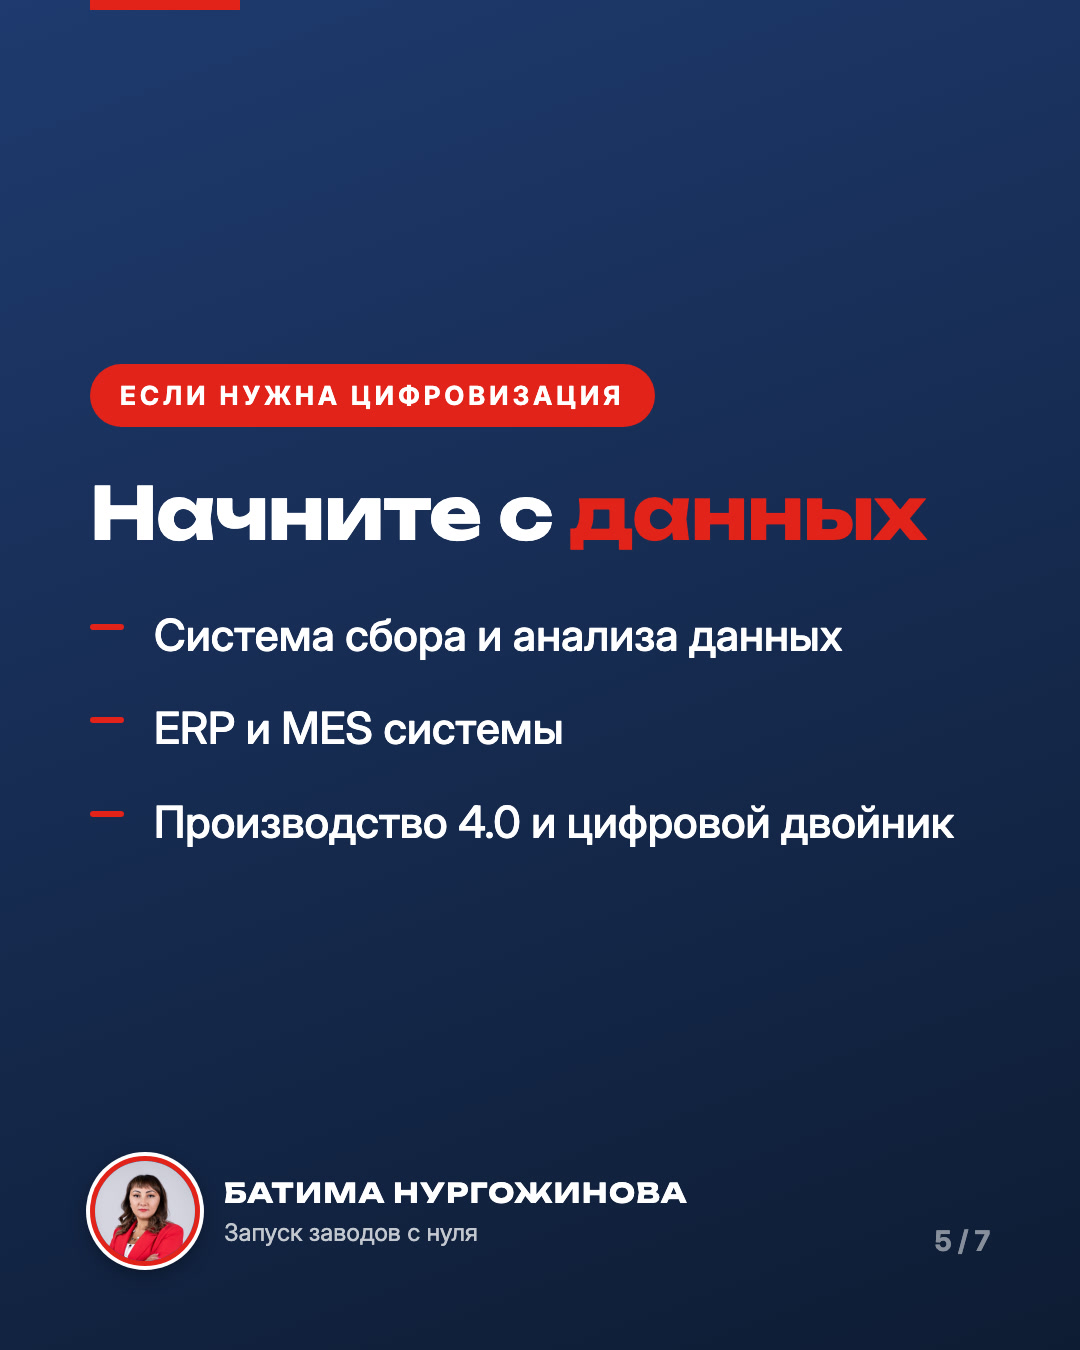 ЕСЛИ НУЖНА ЦИФРОВИЗАЦИЯ
Начните с данных
Система сбора и анализа данных
ERP и MES системы
Производство 4.0 и цифровой двойник
БАТИМА НУРГОЖИНОВА
Запуск заводов с нуля
5 / 7